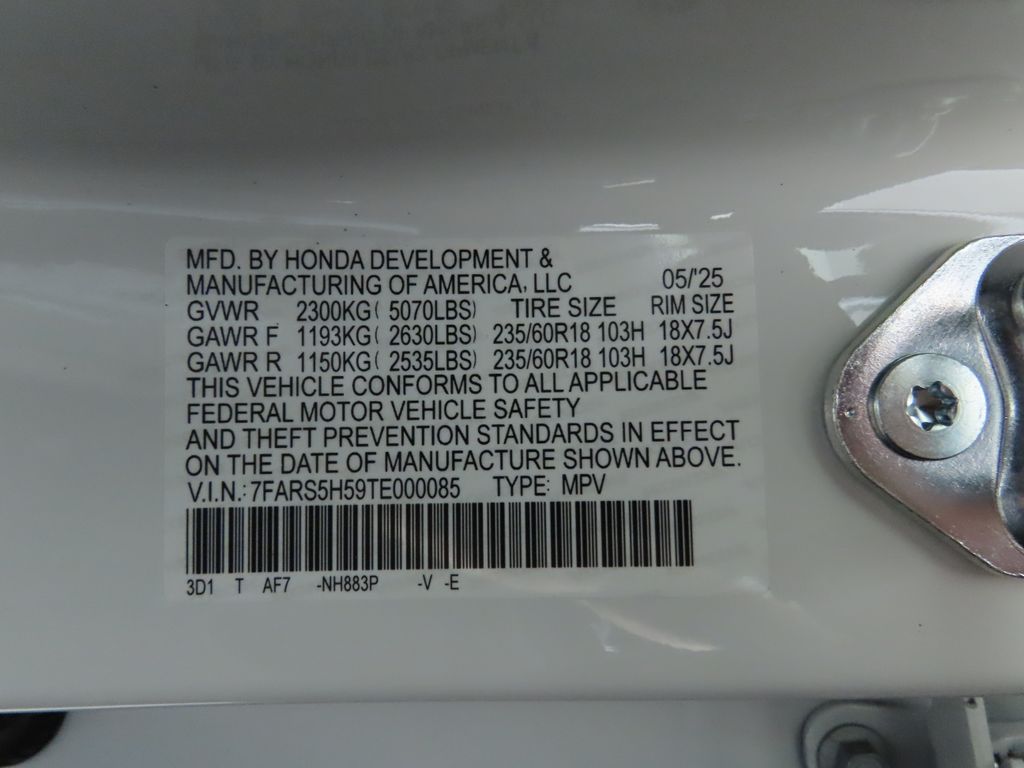 MFD. BY HONDA DEVELOPMENT &
MANUFACTURING OF AMERICA, LLC 05/'25
GVWR 2300KG( 5070LBS) TIRE SIZE RIM SIZE
GAWR F 1193KG( 2630LBS) 235/60R18 103H 18X7.5J
GAWR R 1150KG( 2535LBS) 235/60R18 103H 18X7.5J
THIS VEHICLE CONFORMS TO ALL APPLICABLE
FEDERAL MOTOR VEHICLE SAFETY
AND THEFT PREVENTION STANDARDS IN EFFECT
ON THE DATE OF MANUFACTURE SHOWN ABOVE.
V.I.N.: 7FARS5H59TE000085 TYPE: MPV
3D1 T AF7 -NH883P -V -E